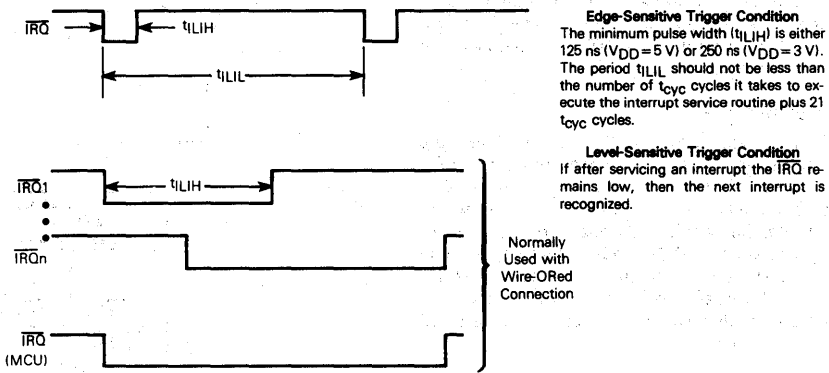 IRQ
tILIH
tILIL
Edge-Sensitive Trigger Condition
The minimum pulse width (tILIH) is either
125 ns (VDD=5 V) or 250 ns (VDD=3 V).
The period tILIL should not be less than
the number of tcyc cycles it takes to ex-
ecute the interrupt service routine plus 21
tcyc cycles.
Level-Sensitive Trigger Condition
If after servicing an interrupt the IRQ re-
mains low, then the next interrupt is
recognized.
IRQ1
tILIH
IRQn
Normally
Used with
Wire-ORed
Connection
IRQ
(MCU)